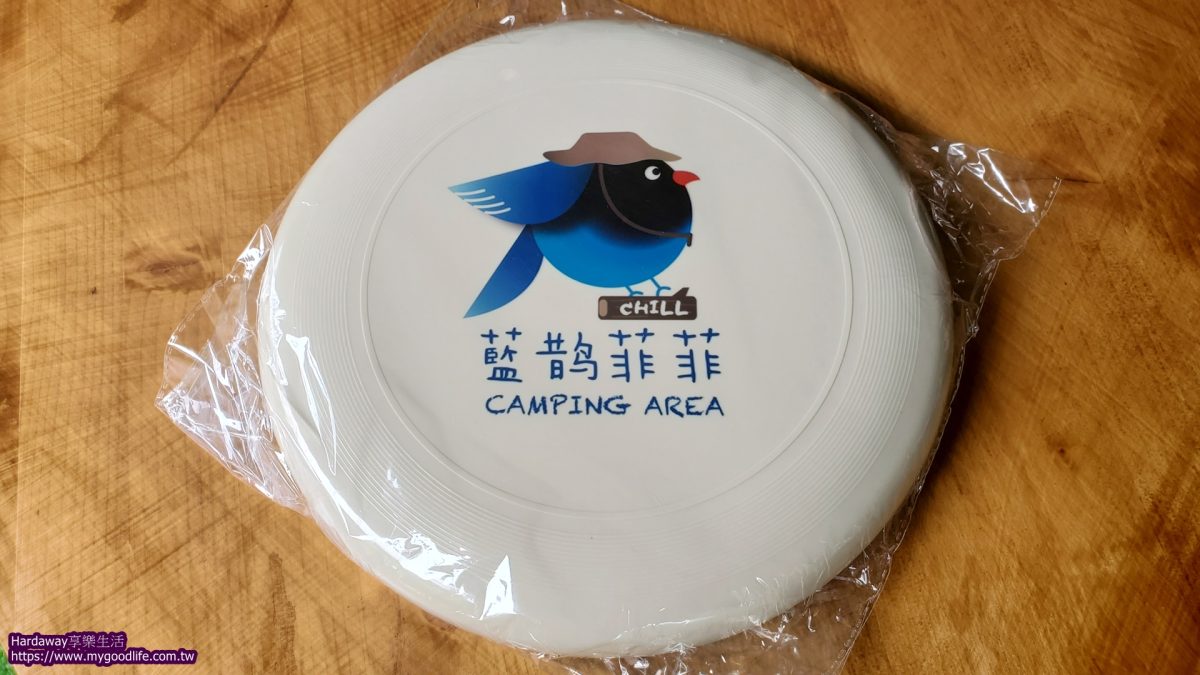 CHILL
藍鹊菲菲
CAMPING AREA
Hardaway享樂生活
https://www.mygoodlife.com.tw